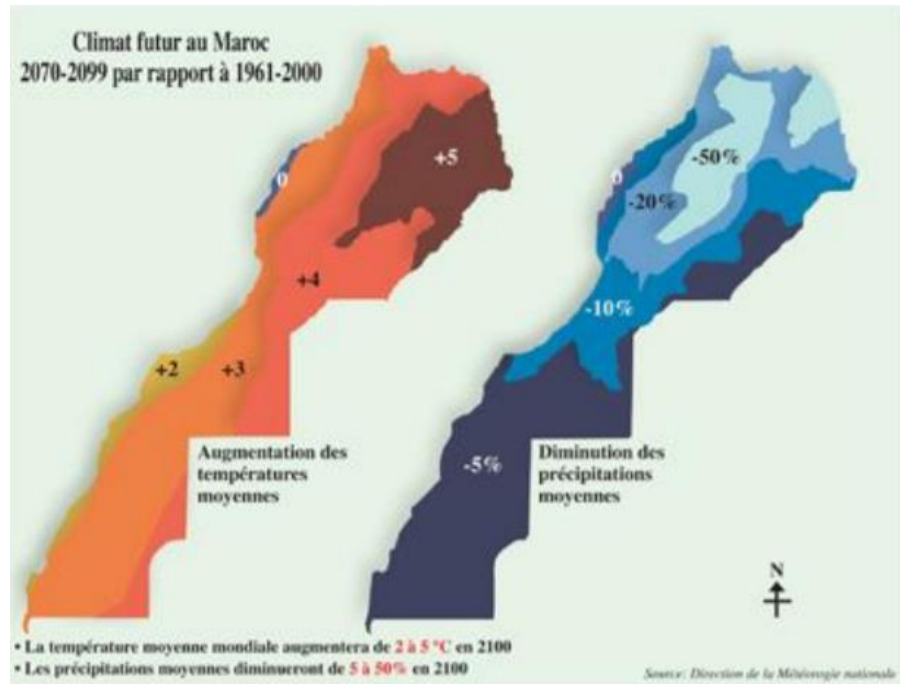 Climat futur au Maroc
2070-2099 par rapport à 1961-2000
+5
0
+4
+2
+3
Augmentation des
températures
moyennes
-50%
0
-20%
-10%
-5%
Diminution des
précipitations
moyennes
N
• La température moyenne mondiale augmentera de 2 à 5 °C en 2100
• Les précipitations moyennes diminueront de 5 à 50% en 2100
Source: Direction de la Météorogie nationale